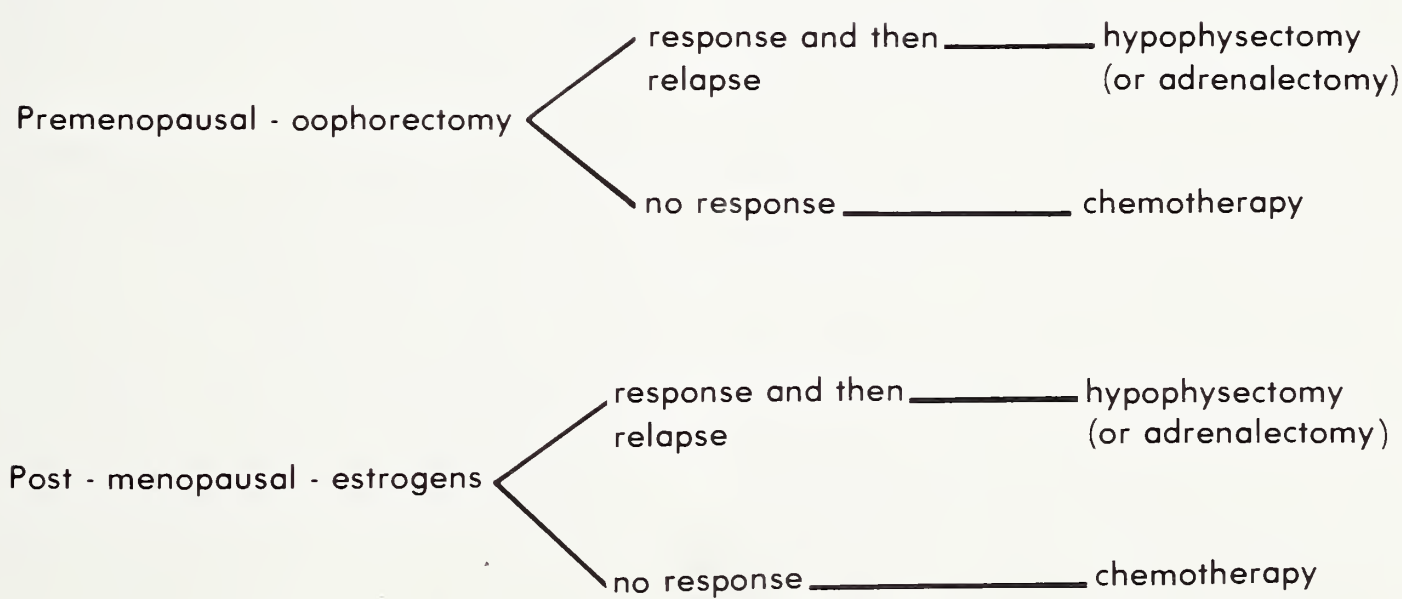 response and then hypophysectomy
relapse (or adrenalectomy)
Premenopausal - oophorectomy
no response chemotherapy
response and then hypophysectomy
relapse (or adrenalectomy)
Post - menopausal - estrogens
no response chemotherapy